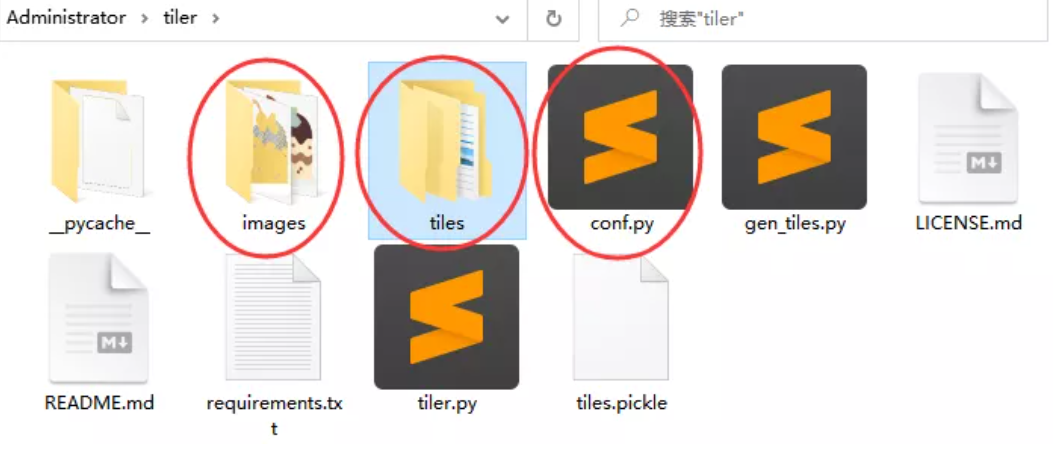 Administrator > tiler >
搜索"tiler"
__pycache__
images
tiles
conf.py
gen_tiles.py
LICENSE.md
M↓
M↓
README.md
requirements.tx
t
tiler.py
tiles.pickle